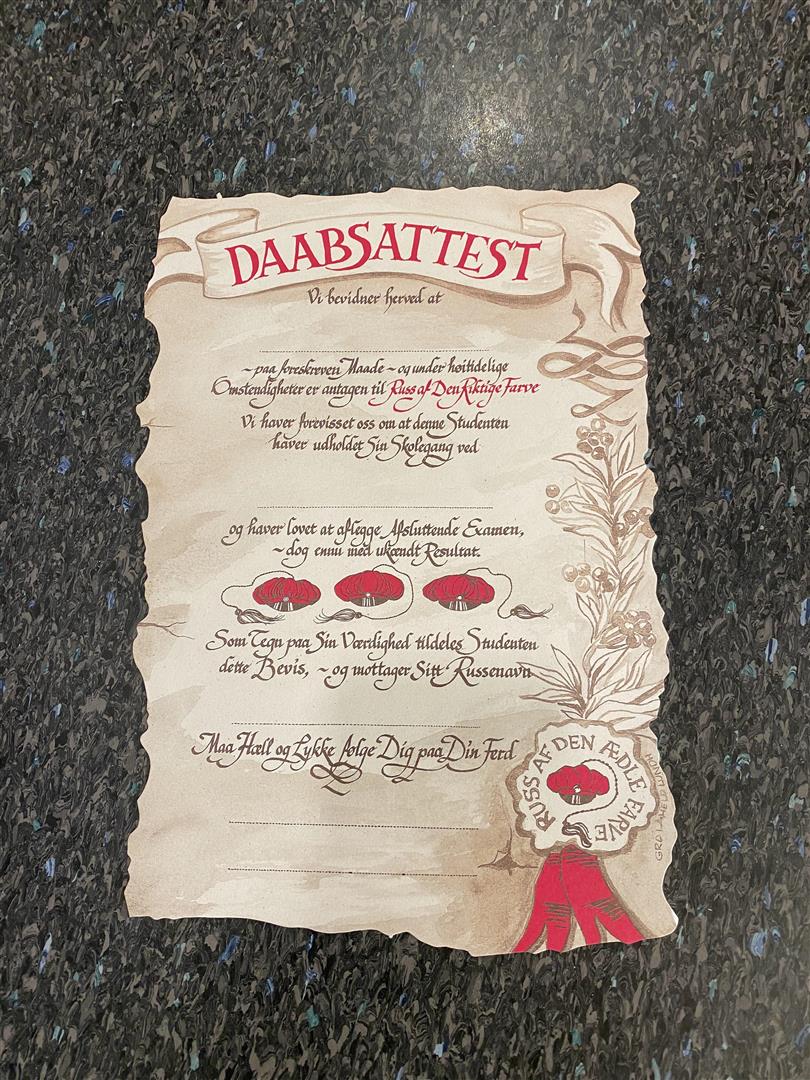 DAABSATTEST
Vi bevidner herved at
~paa foreskreven Maade ~ og under høitidelige
Omstendigheter er antagen til Russ af Den Riktige Farve
Vi haver forevisset oss om at denne Studenten
haver udholdet Sin Skolegang ved
og haver lovet at aflegge Afsluttende Examen,
~ dog ennu med ukændt Resultat.
Som Tegn paa Sin Værdighed tildeles Studenten
dette Bevis, ~ og mottager Sitt Russenavn
Maa Hæll og Lykke følge Dig paa Din Ferd
RUSS AF DEN ÆDLE FARVE
GRO